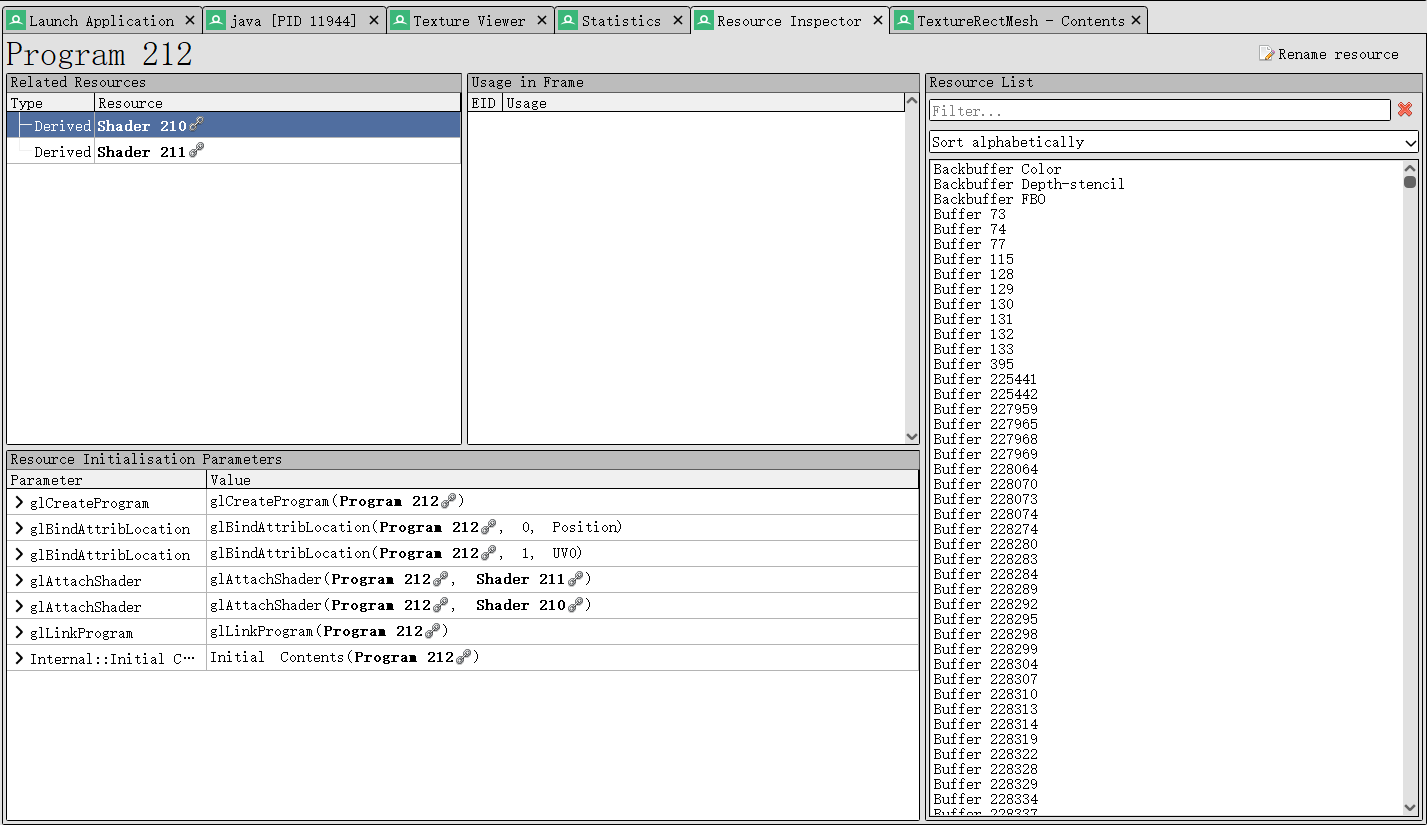 Launch Application
java [PID 11944]
Texture Viewer
Statistics
Resource Inspector
TextureRectMesh - Contents
Program 212
Rename resource
Related Resources
Type Resource
Derived Shader 210
Derived Shader 211
Usage in Frame
EID Usage
Resource Initialisation Parameters
Parameter Value
glCreateProgram glCreateProgram(Program 212)
glBindAttribLocation glBindAttribLocation(Program 212, 0, Position)
glBindAttribLocation glBindAttribLocation(Program 212, 1, UV0)
glAttachShader glAttachShader(Program 212, Shader 211)
glAttachShader glAttachShader(Program 212, Shader 210)
glLinkProgram glLinkProgram(Program 212)
Internal::Initial C… Initial Contents(Program 212)
Resource List
Filter...
Sort alphabetically
Backbuffer Color
Backbuffer Depth-stencil
Backbuffer FBO
Buffer 73
Buffer 74
Buffer 77
Buffer 115
Buffer 128
Buffer 129
Buffer 130
Buffer 131
Buffer 132
Buffer 133
Buffer 395
Buffer 225441
Buffer 225442
Buffer 227959
Buffer 227965
Buffer 227968
Buffer 227969
Buffer 228064
Buffer 228070
Buffer 228073
Buffer 228074
Buffer 228274
Buffer 228280
Buffer 228283
Buffer 228284
Buffer 228289
Buffer 228292
Buffer 228295
Buffer 228298
Buffer 228299
Buffer 228304
Buffer 228307
Buffer 228310
Buffer 228313
Buffer 228314
Buffer 228319
Buffer 228322
Buffer 228328
Buffer 228329
Buffer 228334
Buffer 228337